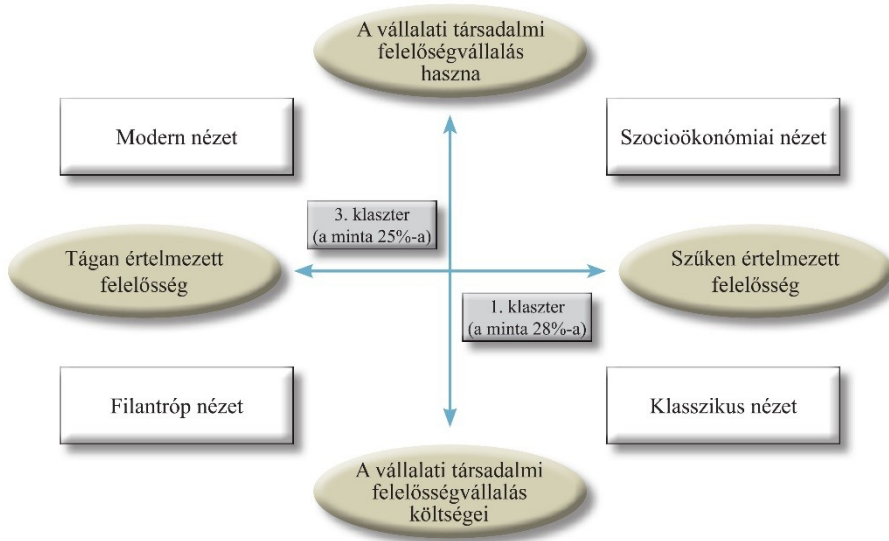 A vállalati társadalmi
felelőségvállalás
haszna
Modern nézet
Szocioökonómiai nézet
3. klaszter
(a minta 25%-a)
Tágan értelmezett
felelősség
Szűken értelmezett
felelősség
1. klaszter
(a minta 28%-a)
Filantróp nézet
Klasszikus nézet
A vállalati társadalmi
felelősségvállalás
költségei